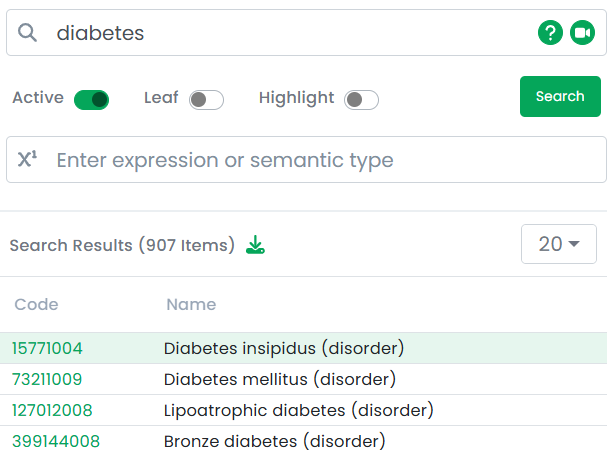 diabetes ?
Active Leaf Highlight Search
X¹ Enter expression or semantic type
Search Results (907 Items) 20
Code Name
15771004 Diabetes insipidus (disorder)
73211009 Diabetes mellitus (disorder)
127012008 Lipoatrophic diabetes (disorder)
399144008 Bronze diabetes (disorder)